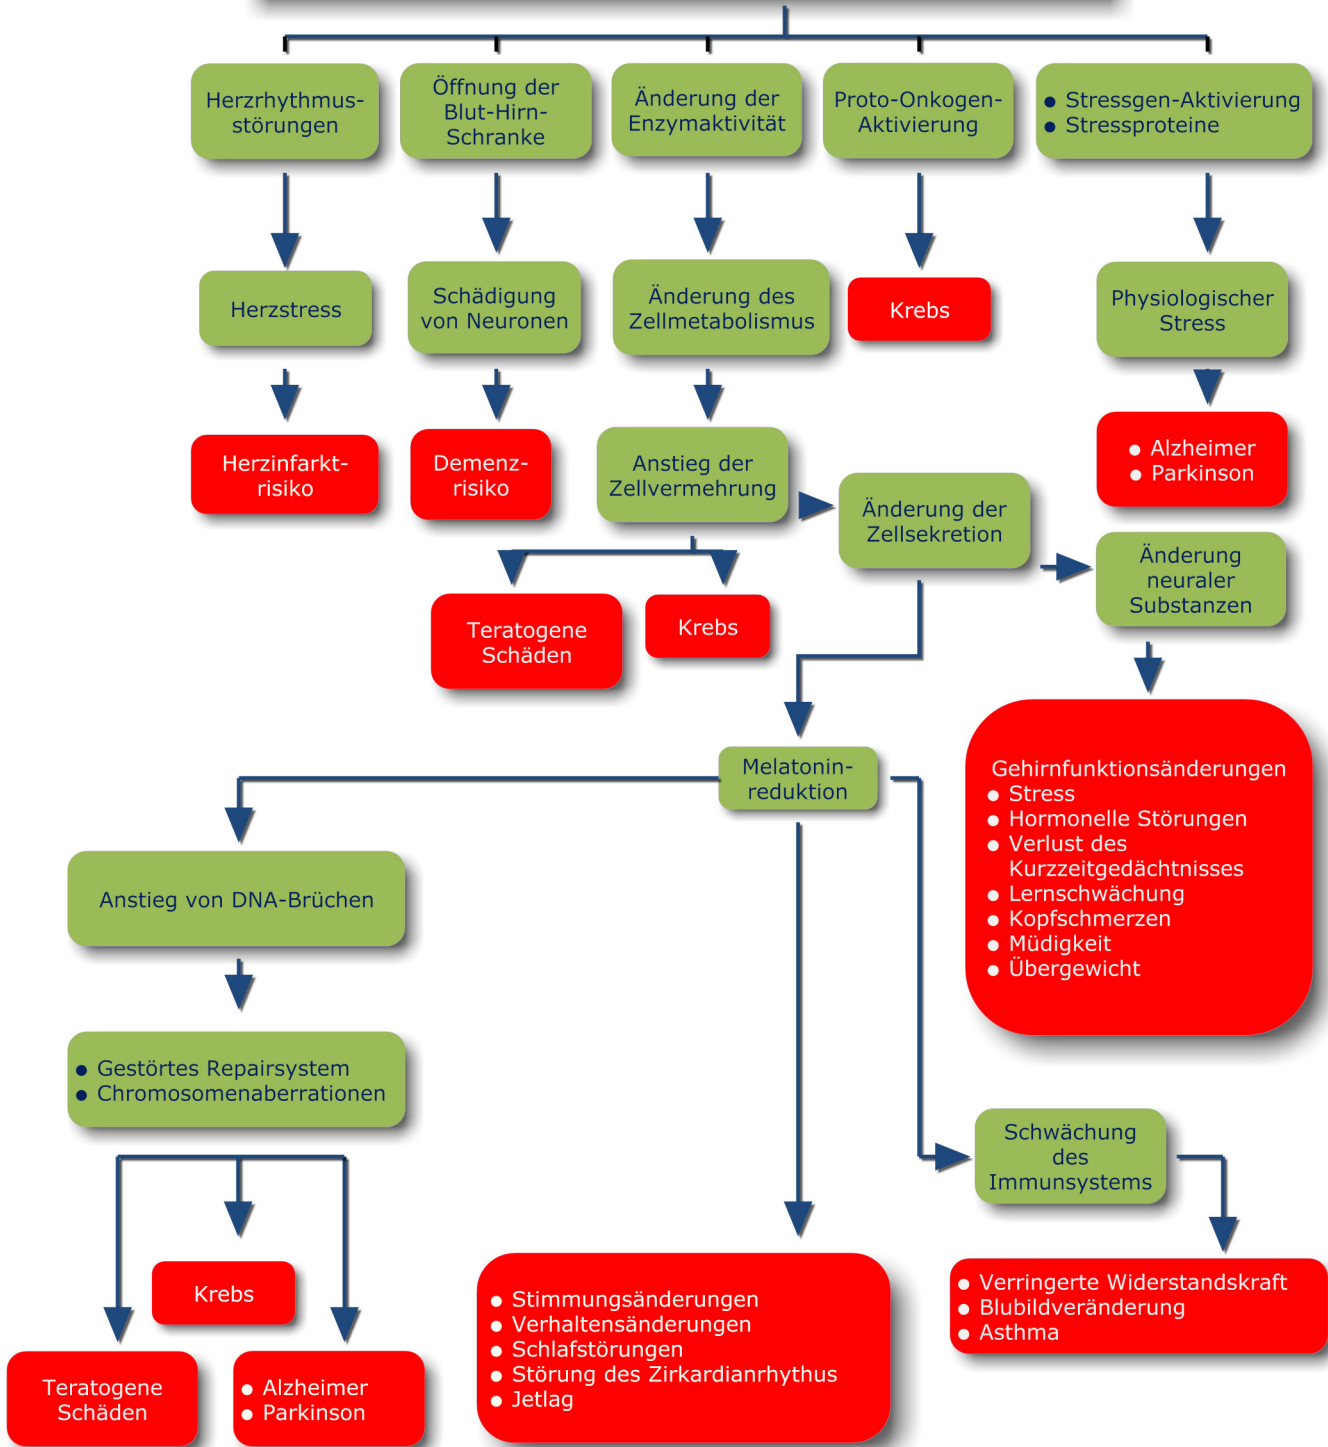 Herzrhythmus-
störungen
Öffnung der
Blut-Hirn-
Schranke
Änderung der
Enzymaktivität
Proto-Onkogen-
Aktivierung
● Stressgen-Aktivierung
● Stressproteine
Herzstress
Schädigung
von Neuronen
Änderung des
Zellmetabolismus
Krebs
Physiologischer
Stress
Herzinfarkt-
risiko
Demenz-
risiko
Anstieg der
Zellvermehrung
Änderung der
Zellsekretion
● Alzheimer
● Parkinson
Änderung
neuraler
Substanzen
Teratogene
Schäden
Krebs
Melatonin-
reduktion
Gehirnfunktionsänderungen
● Stress
● Hormonelle Störungen
● Verlust des
Kurzzeitgedächtnisses
● Lernschwächung
● Kopfschmerzen
● Müdigkeit
● Übergewicht
Anstieg von DNA-Brüchen
● Gestörtes Repairsystem
● Chromosomenaberrationen
Schwächung
des
Immunsystems
Krebs
Teratogene
Schäden
● Alzheimer
● Parkinson
● Stimmungsänderungen
● Verhaltensänderungen
● Schlafstörungen
● Störung des Zirkardianrhythus
● Jetlag
● Verringerte Widerstandskraft
● Blubildveränderung
● Asthma